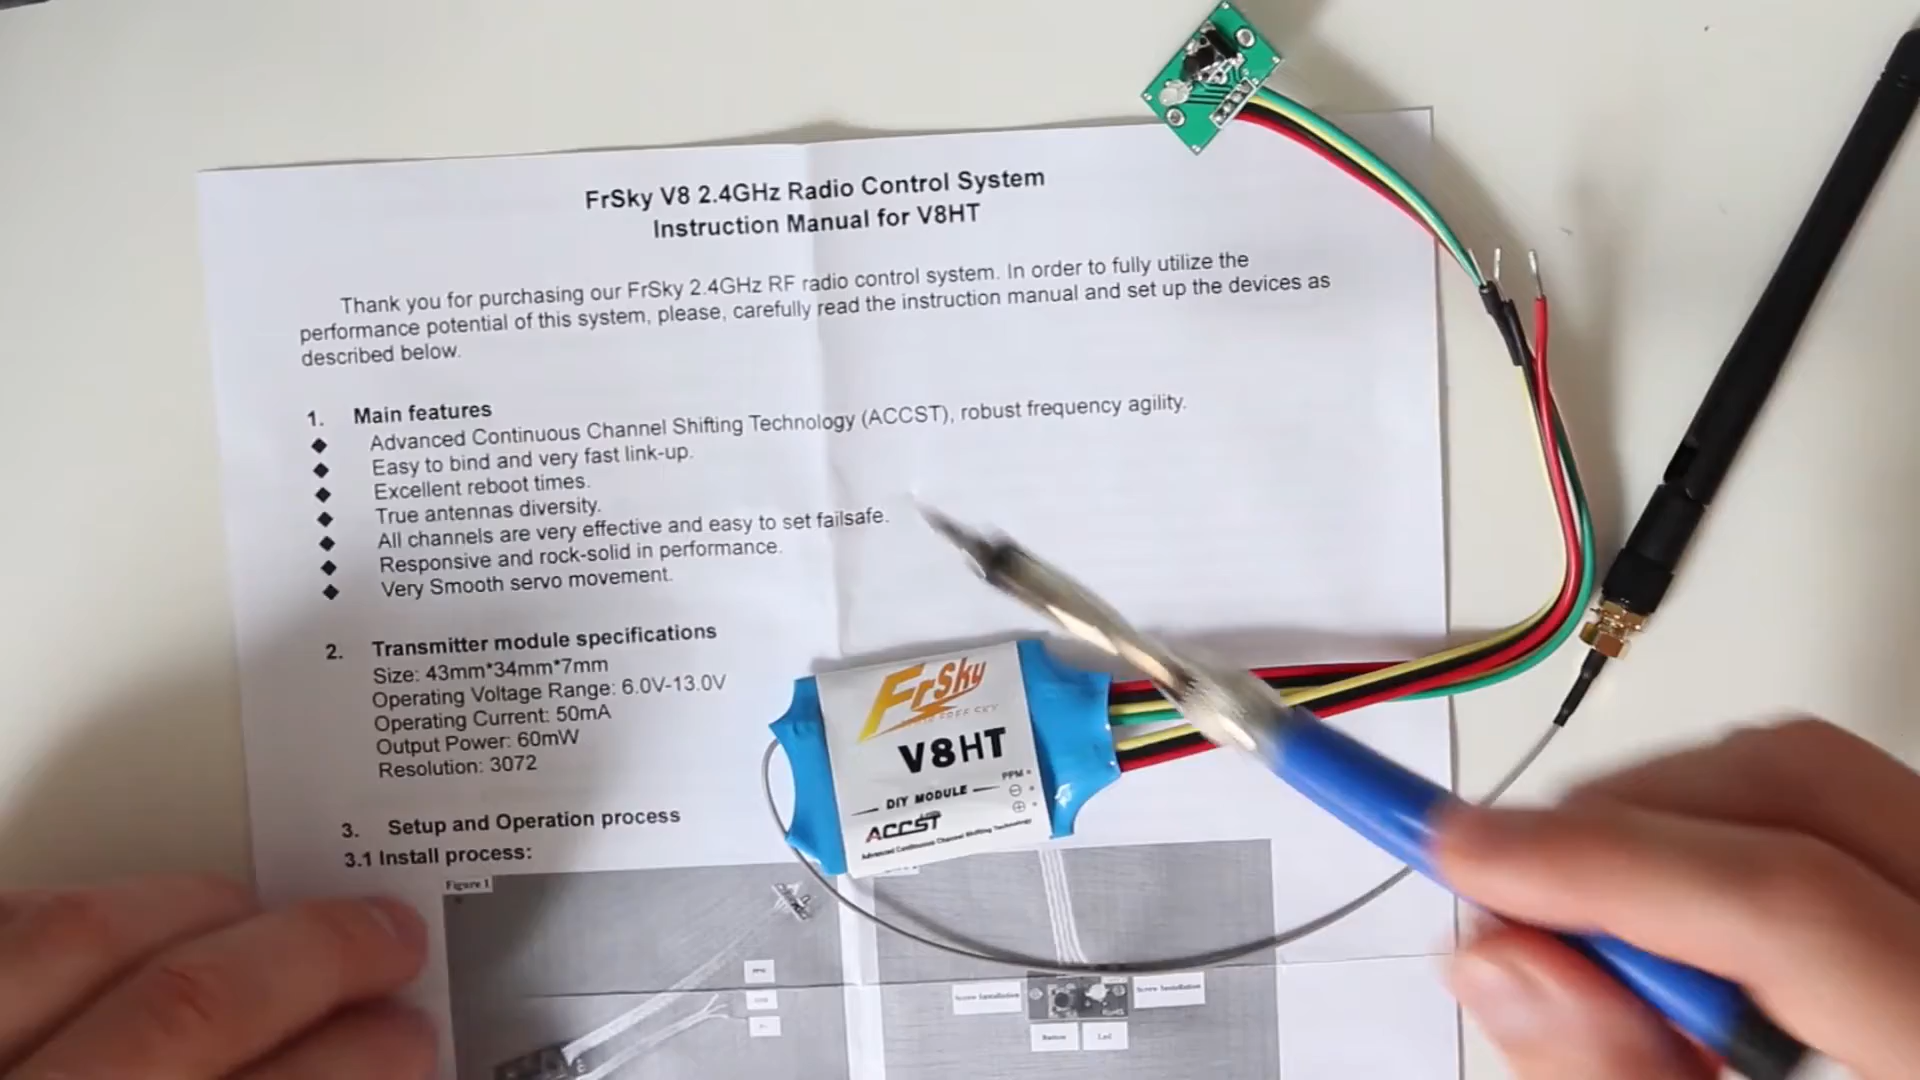 FrSky V8 2.4GHz Radio Control System
Instruction Manual for V8HT
Thank you for purchasing our FrSky 2.4GHz RF radio control system. In order to fully utilize the
performance potential of this system, please, carefully read the instruction manual and set up the devices as
described below.
1. Main features
◆ Advanced Continuous Channel Shifting Technology (ACCST), robust frequency agility.
◆ Easy to bind and very fast link-up.
◆ Excellent reboot times.
◆ True antennas diversity.
◆ All channels are very effective and easy to set failsafe.
◆ Responsive and rock-solid in performance.
◆ Very Smooth servo movement.
2. Transmitter module specifications
Size: 43mm*34mm*7mm
Operating Voltage Range: 6.0V-13.0V
Operating Current: 50mA
Output Power: 60mW
Resolution: 3072
3. Setup and Operation process
3.1 Install process:
FrSky
V8HT
PPM
DIY MODULE
ACCST
Advanced Continuous Channel Shifting Technology
Figure 1
PPM
Screw Installation
Screw Installation
Button
Led